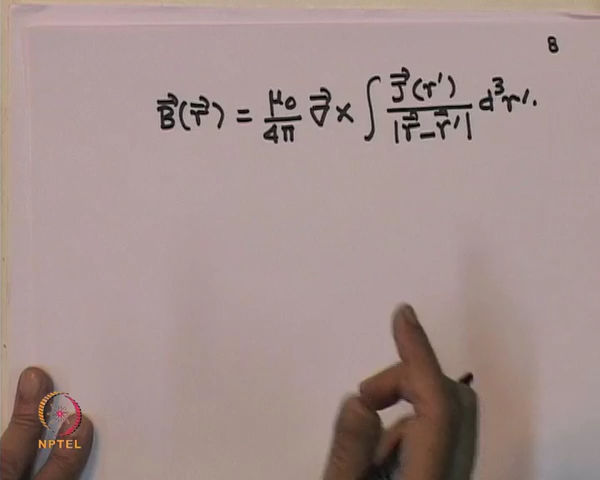 8
B⃗(r⃗) = μ₀/4π ∇⃗ × ∫ J⃗(r′)/|r⃗−r⃗′| d³r′.
NPTEL